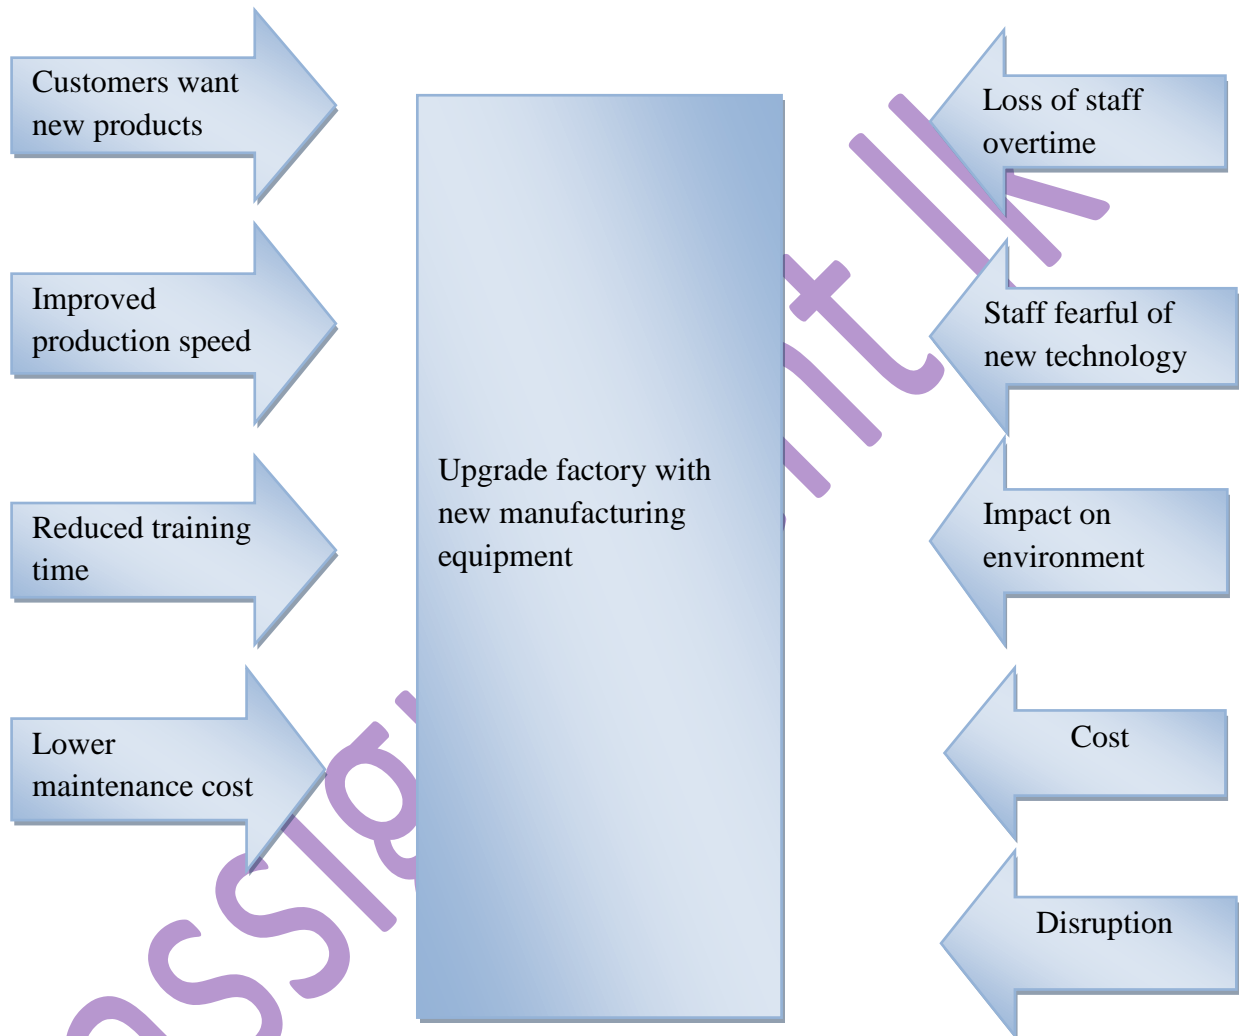 Customers want
new products
Improved
production speed
Reduced training
time
Lower
maintenance cost
Upgrade factory with
new manufacturing
equipment
Loss of staff
overtime
Staff fearful of
new technology
Impact on
environment
Cost
Disruption